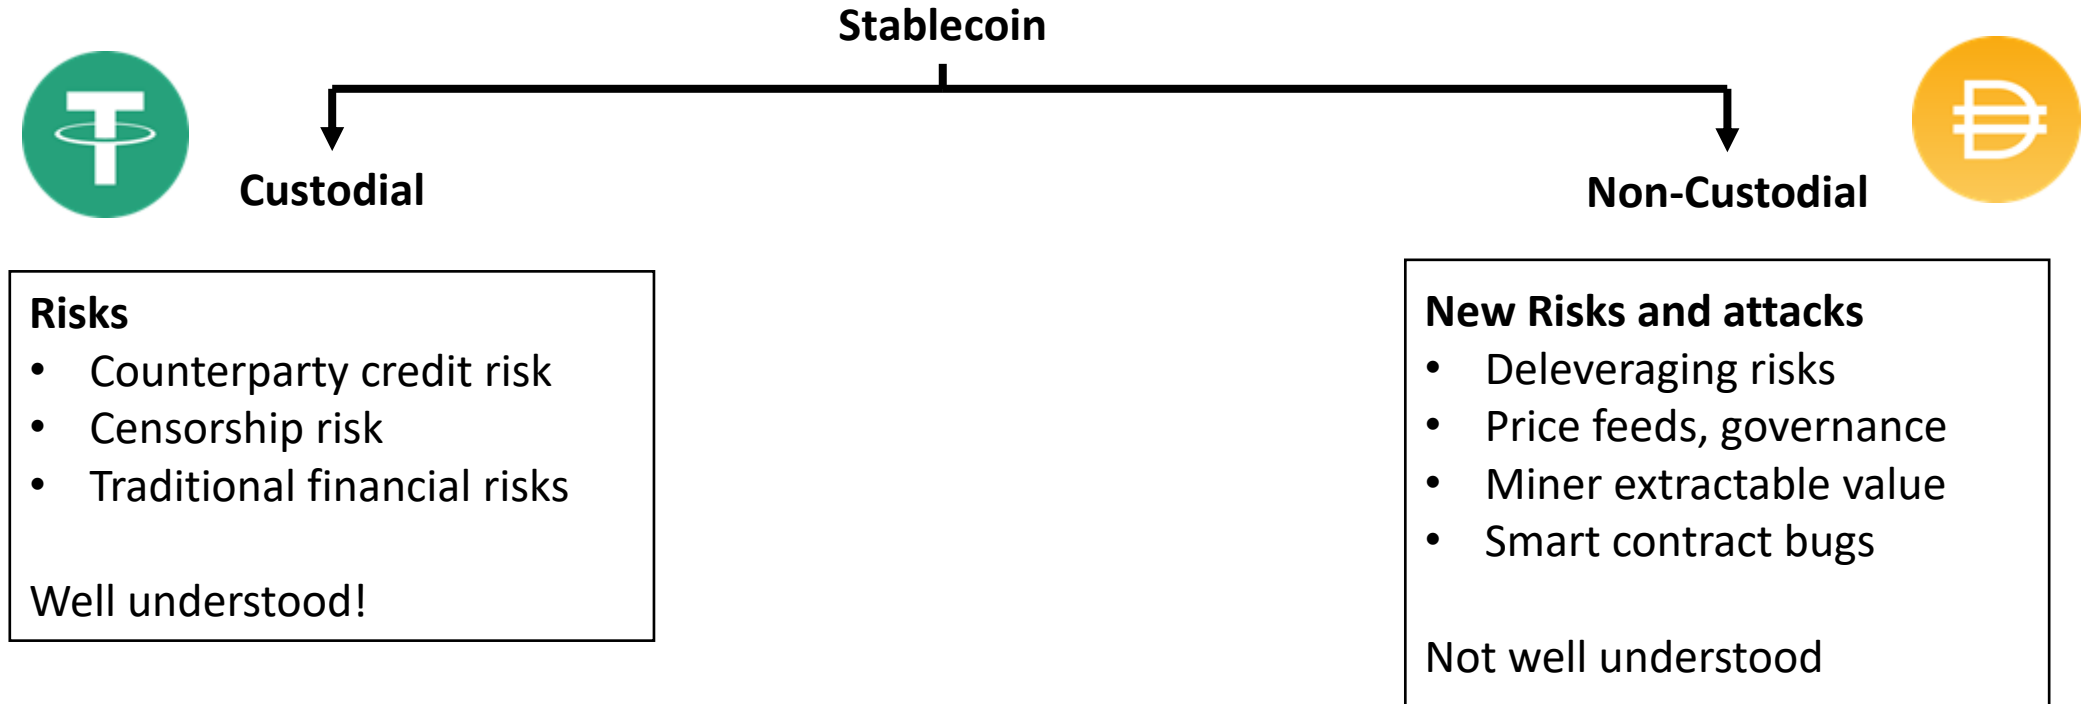 Stablecoin
Custodial
Non-Custodial
Risks
• Counterparty credit risk
• Censorship risk
• Traditional financial risks
Well understood!
New Risks and attacks
• Deleveraging risks
• Price feeds, governance
• Miner extractable value
• Smart contract bugs
Not well understood